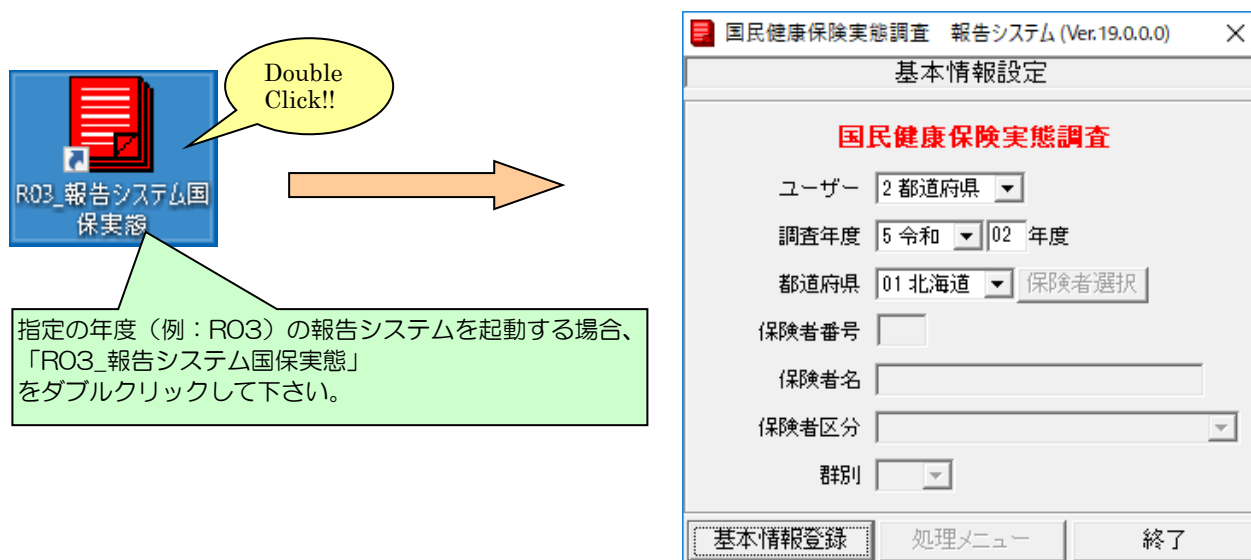 Double
Click!!
R03_報告システム国
保実態
指定の年度（例：R03）の報告システムを起動する場合、
「R03_報告システム国保実態」
をダブルクリックして下さい。
国民健康保険実態調査　報告システム (Ver.19.0.0.0)
基本情報設定
国民健康保険実態調査
ユーザー 2 都道府県
調査年度 5 令和 02 年度
都道府県 01 北海道 保険者選択
保険者番号
保険者名
保険者区分
群別
基本情報登録 処理メニュー 終了